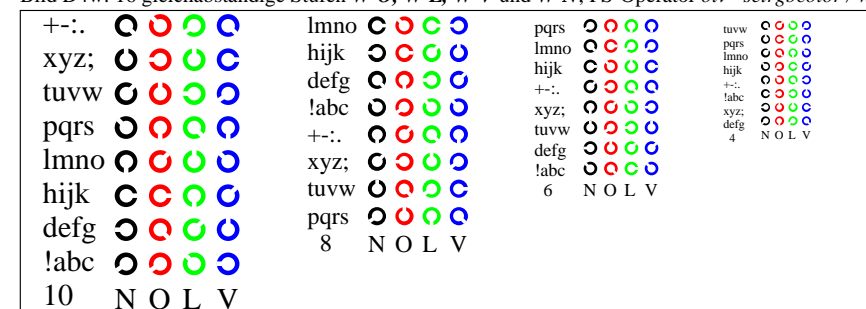 +-:.
xyz;
tuvw
pqrs
lmno
hijk
defg
!abc
10 N O L V
lmno
hijk
defg
!abc
+-:.
xyz;
tuvw
pqrs
8 N O L V
pqrs
lmno
hijk
+-:.
xyz;
tuvw
defg
!abc
6 N O L V
tuvw
pqrs
lmno
hijk
+-:.
!abc
xyz;
defg
4 N O L V